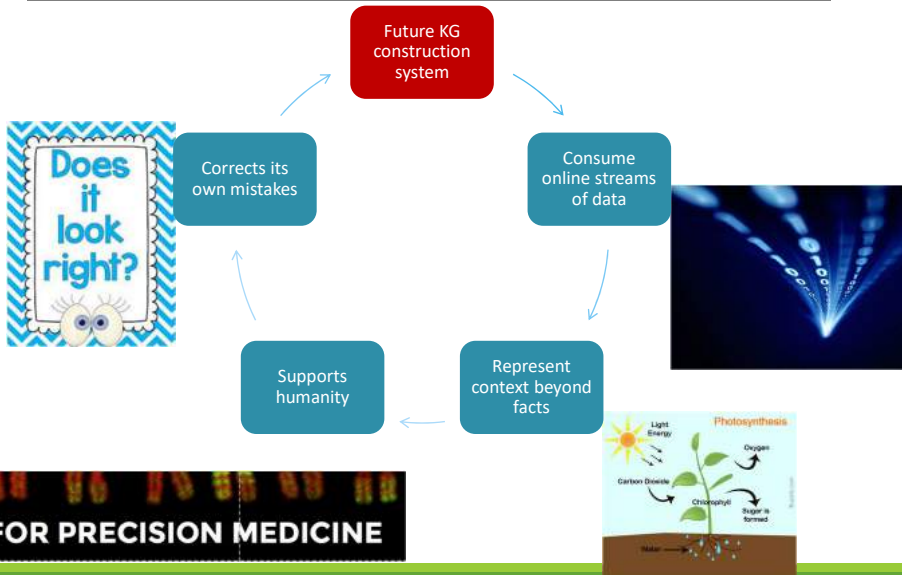 Future KG
construction
system
Consume
online streams
of data
Represent
context beyond
facts
Supports
humanity
Corrects its
own mistakes
Does
it
look
right?
Photosynthesis
Light
Energy
Oxygen
Carbon Dioxide
Chlorophyll
Sugar is
formed
Water
FOR PRECISION MEDICINE